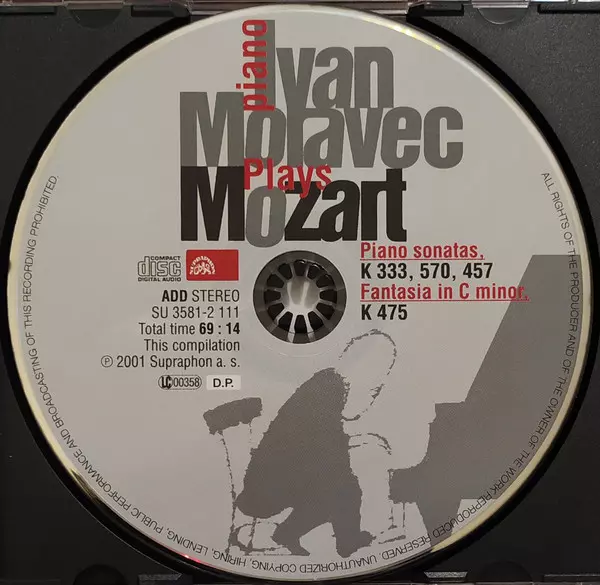 piano
Ivan
Moravec
Plays
Mozart
Piano sonatas,
K 333, 570, 457
Fantasia in C minor,
K 475
COMPACT
disc
DIGITAL AUDIO
SUPRAPHON
ADD STEREO
SU 3581-2 111
Total time 69 : 14
This compilation
℗ 2001 Supraphon a. s.
LC 00358 D.P.
ALL RIGHTS OF THE PRODUCER AND OF THE OWNER OF THE WORK REPRODUCED RESERVED. UNAUTHORIZED COPYING, HIRING, LENDING, PUBLIC PERFORMANCE AND BROADCASTING OF THIS RECORDING PROHIBITED.